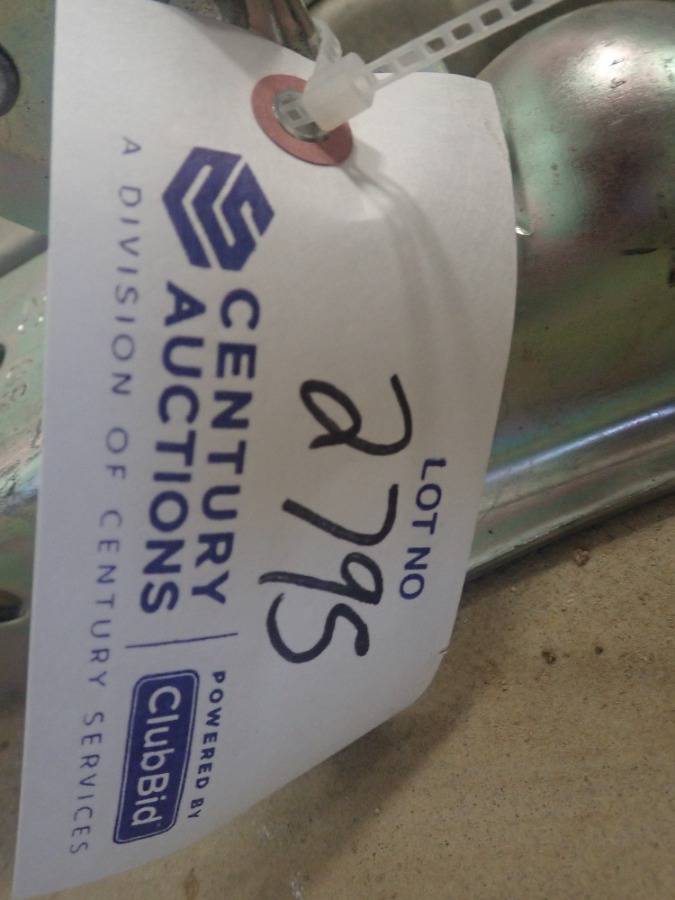 LOT NO
2795
CENTURY
AUCTIONS
POWERED BY
ClubBid
A DIVISION OF CENTURY SERVICES